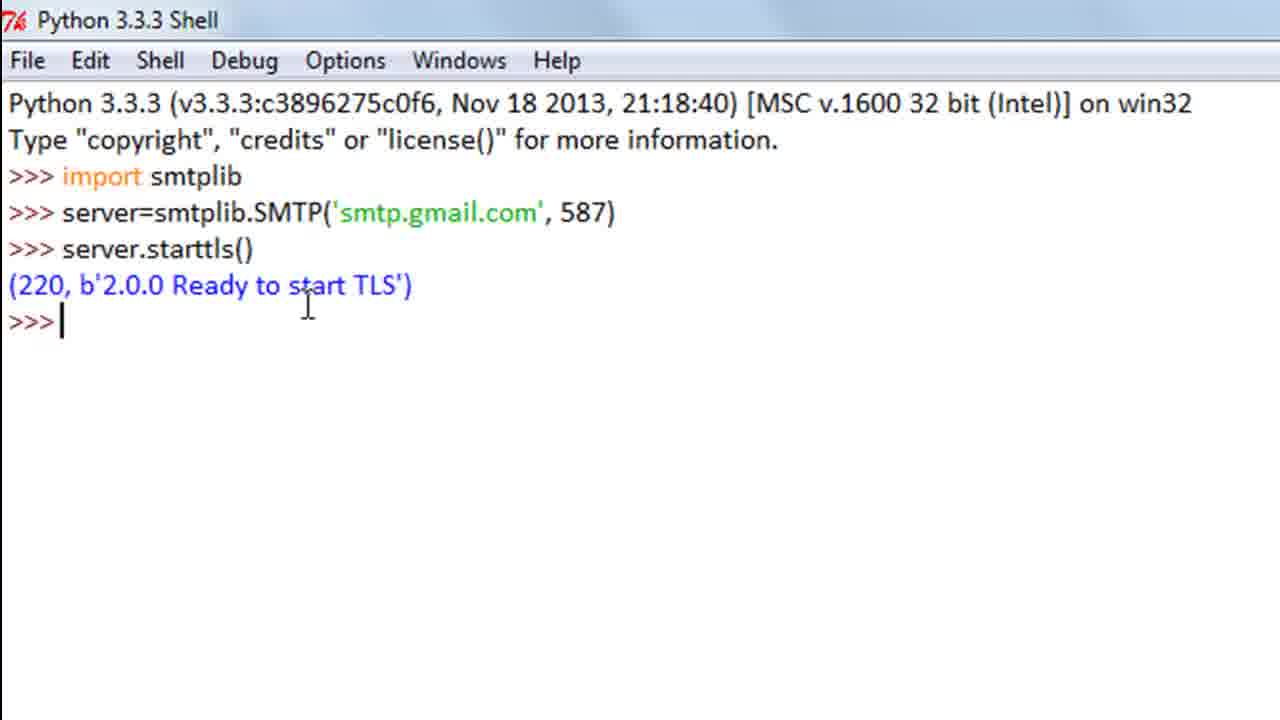 Python 3.3.3 Shell
File Edit Shell Debug Options Windows Help
Python 3.3.3 (v3.3.3:c3896275c0f6, Nov 18 2013, 21:18:40) [MSC v.1600 32 bit (Intel)] on win32
Type "copyright", "credits" or "license()" for more information.
>>> import smtplib
>>> server=smtplib.SMTP('smtp.gmail.com', 587)
>>> server.starttls()
(220, b'2.0.0 Ready to start TLS')
>>>